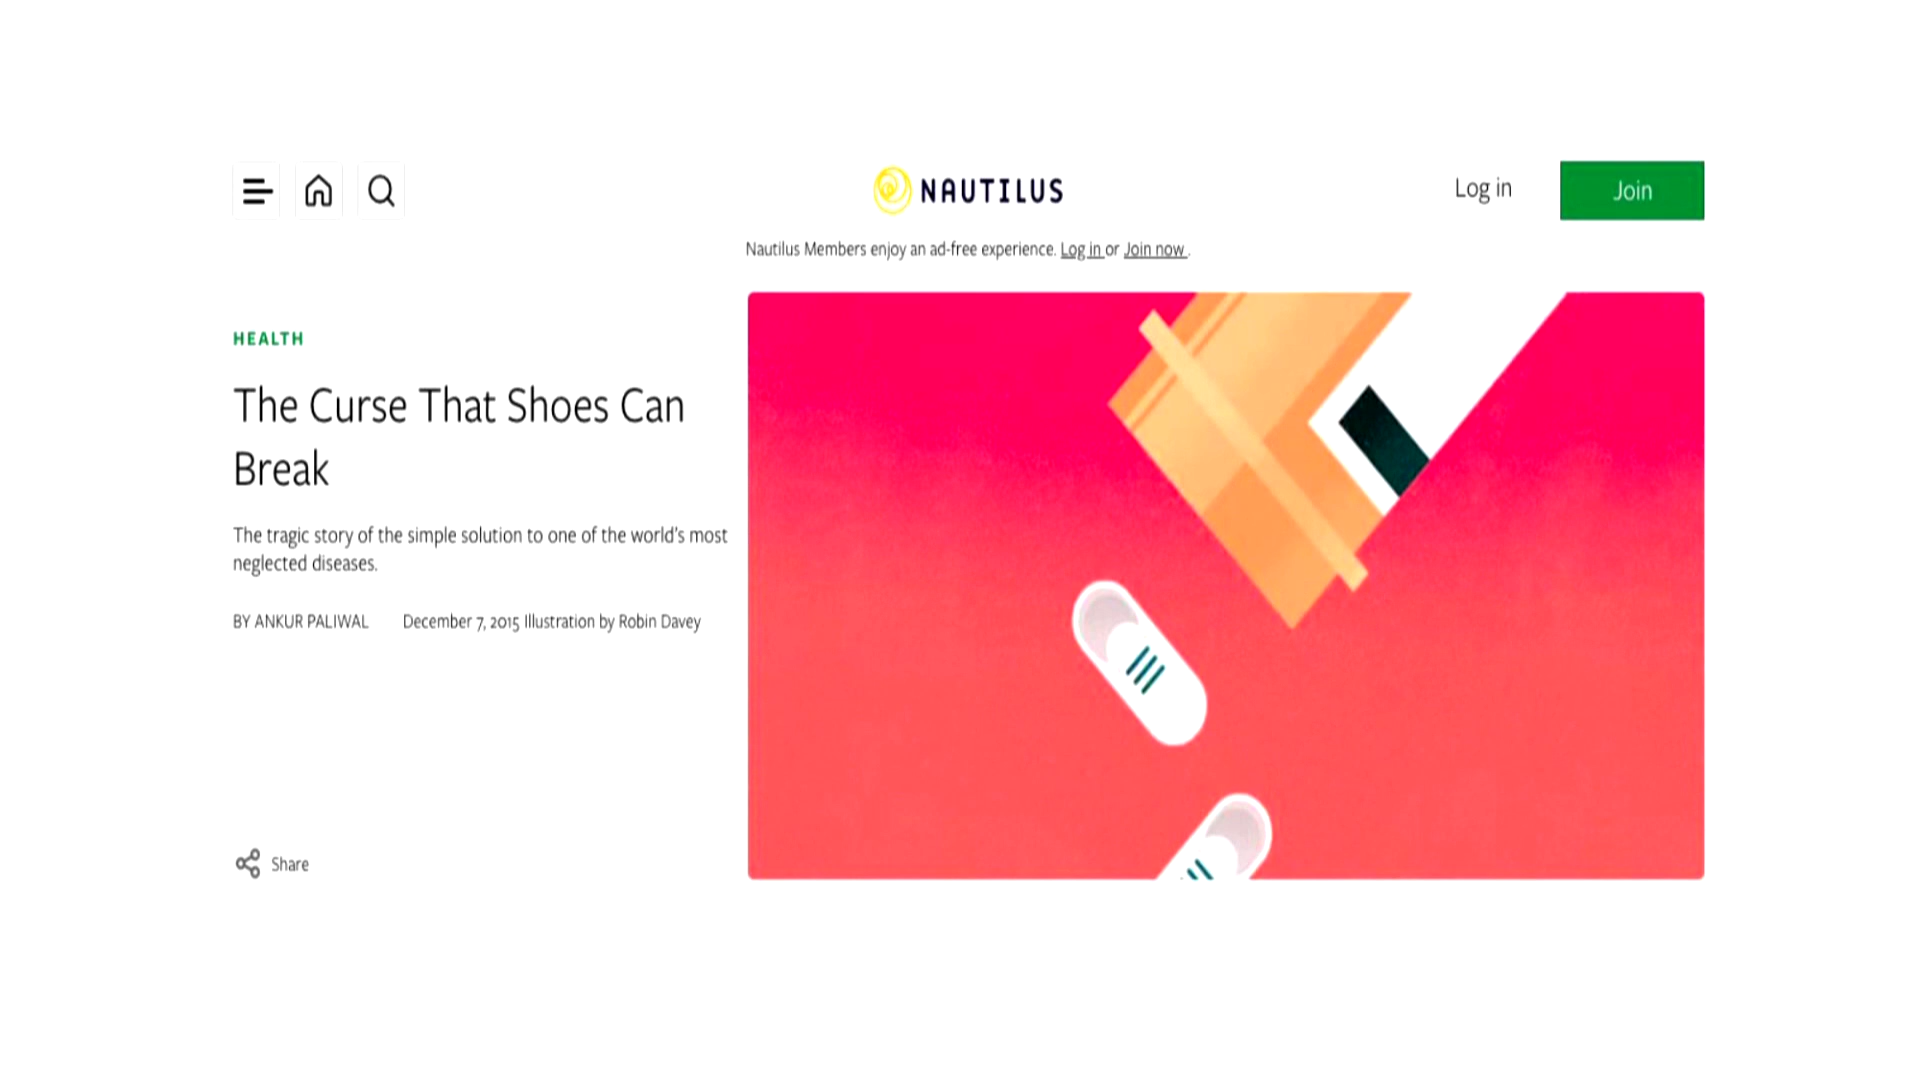 NAUTILUS
Log in
Join
Nautilus Members enjoy an ad-free experience. Log in or Join now .
HEALTH
The Curse That Shoes Can
Break
The tragic story of the simple solution to one of the world’s most
neglected diseases.
BY ANKUR PALIWAL December 7, 2015 Illustration by Robin Davey
Share